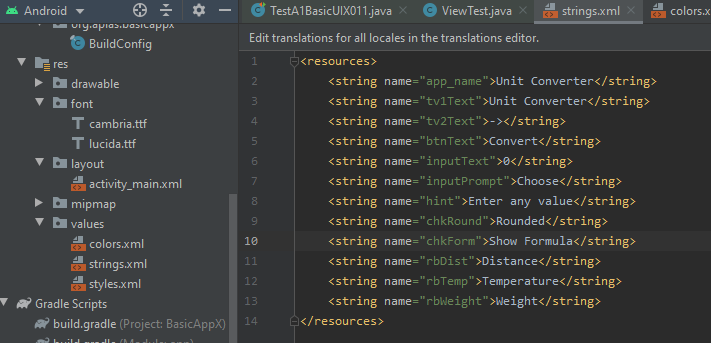 Android
TestA1BasicUIX011.java
ViewTest.java
strings.xml
colors.x
org.aplas.basicappx
BuildConfig
res
drawable
font
cambria.ttf
lucida.ttf
layout
activity_main.xml
mipmap
values
colors.xml
strings.xml
styles.xml
Gradle Scripts
build.gradle (Project: BasicAppX)
build.gradle (Module: app)
Edit translations for all locales in the translations editor.
1 <resources>
2 <string name="app_name">Unit Converter</string>
3 <string name="tv1Text">Unit Converter</string>
4 <string name="tv2Text">-></string>
5 <string name="btnText">Convert</string>
6 <string name="inputText">0</string>
7 <string name="inputPrompt">Choose</string>
8 <string name="hint">Enter any value</string>
9 <string name="chkRound">Rounded</string>
10 <string name="chkForm">Show Formula</string>
11 <string name="rbDist">Distance</string>
12 <string name="rbTemp">Temperature</string>
13 <string name="rbWeight">Weight</string>
14 </resources>